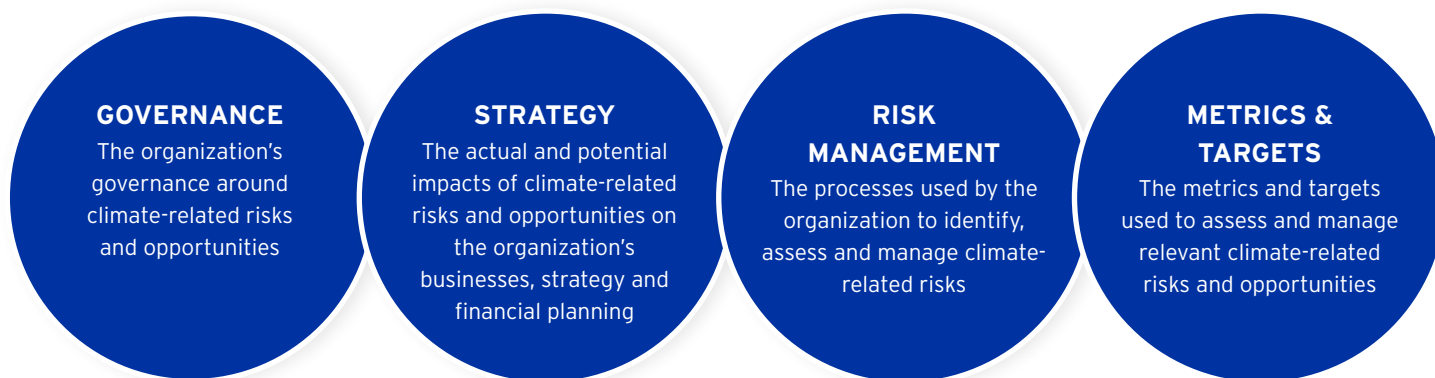 GOVERNANCE
The organization’s
governance around
climate-related risks
and opportunities
STRATEGY
The actual and potential
impacts of climate-related
risks and opportunities on
the organization’s
businesses, strategy and
financial planning
RISK
MANAGEMENT
The processes used by the
organization to identify,
assess and manage climate-
related risks
METRICS &
TARGETS
The metrics and targets
used to assess and manage
relevant climate-related
risks and opportunities